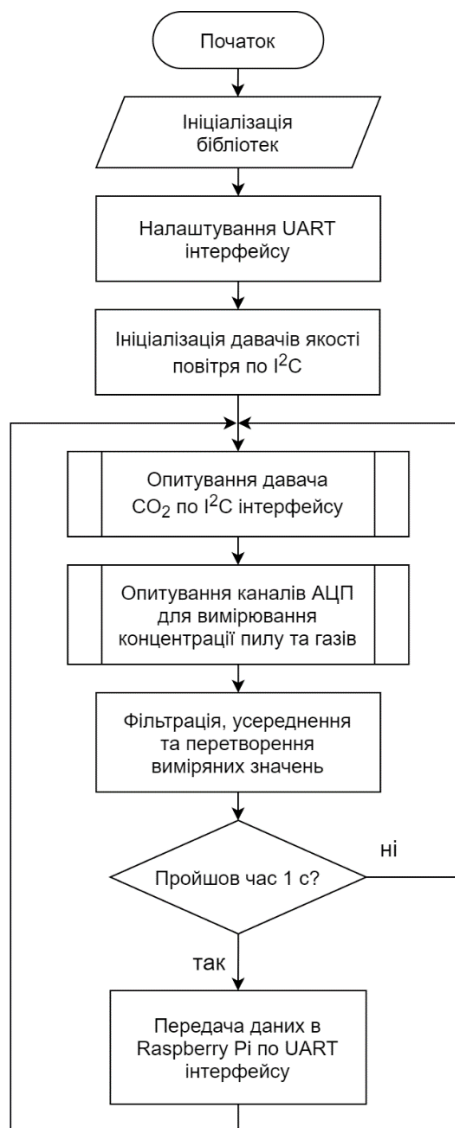 Початок
Ініціалізація
бібліотек
Налаштування UART
інтерфейсу
Ініціалізація давачів якості
повітря по I²C
Опитування давача
CO₂ по I²C інтерфейсу
Опитування каналів АЦП
для вимірювання
концентрації пилу та газів
Фільтрація, усереднення
та перетворення
виміряних значень
Пройшов час 1 с?
ні
так
Передача даних в
Raspberry Pi по UART
інтерфейсу